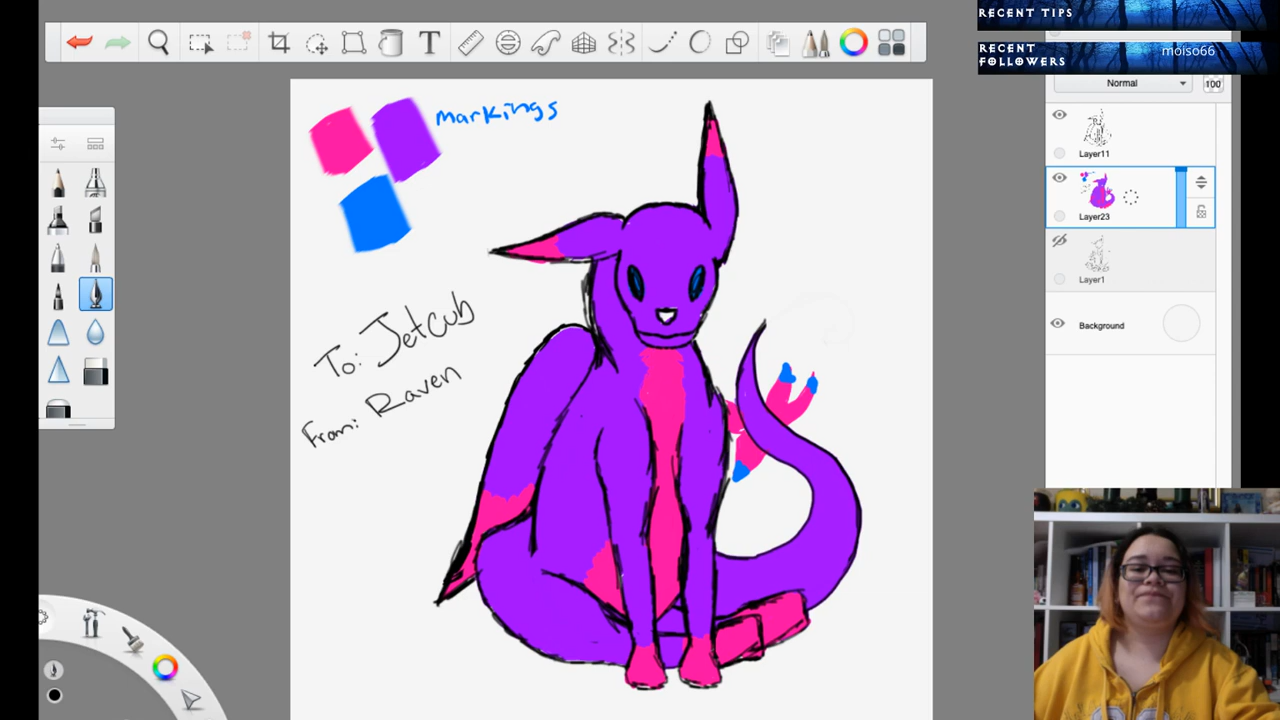 RECENT TIPS
RECENT FOLLOWERS
moiso66
Normal
100
markings
Layer11
Layer23
To: Jetcub
From: Raven
Layer1
Background
T